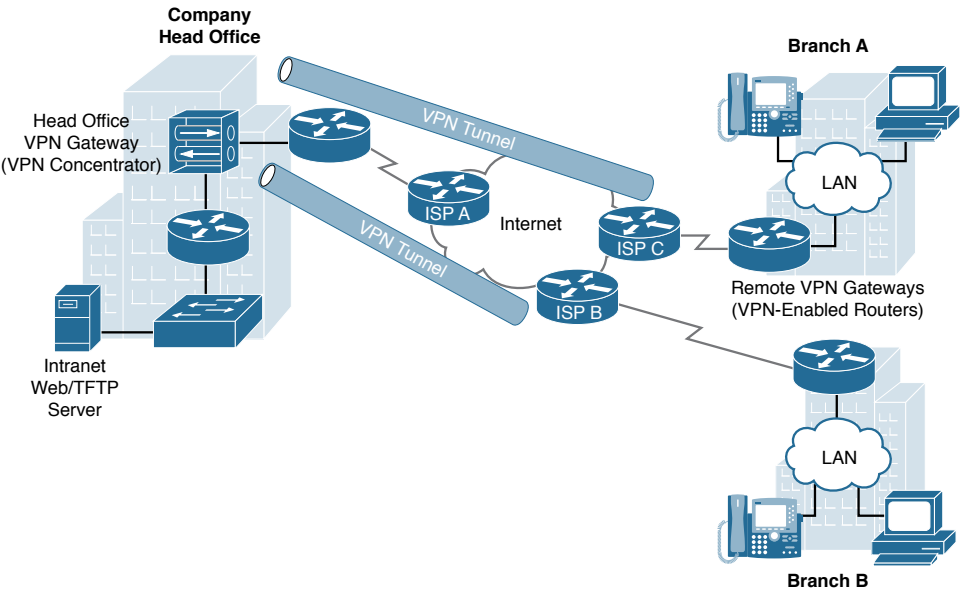 Company
Head Office
Branch A
Head Office
VPN Gateway
(VPN Concentrator)
VPN Tunnel
LAN
ISP A
Internet
VPN Tunnel
ISP C
Remote VPN Gateways
(VPN-Enabled Routers)
ISP B
Intranet
Web/TFTP
Server
LAN
Branch B